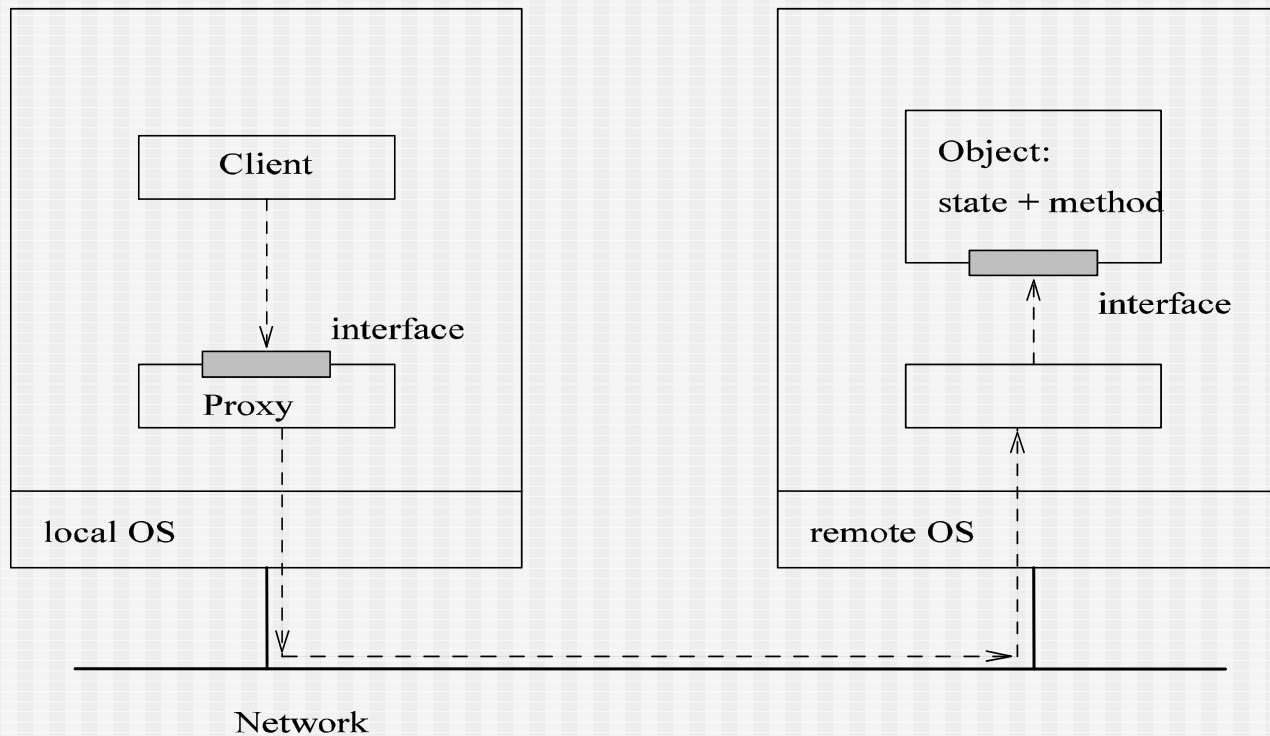 Client
interface
Proxy
local OS
Object:
state + method
interface
remote OS
Network